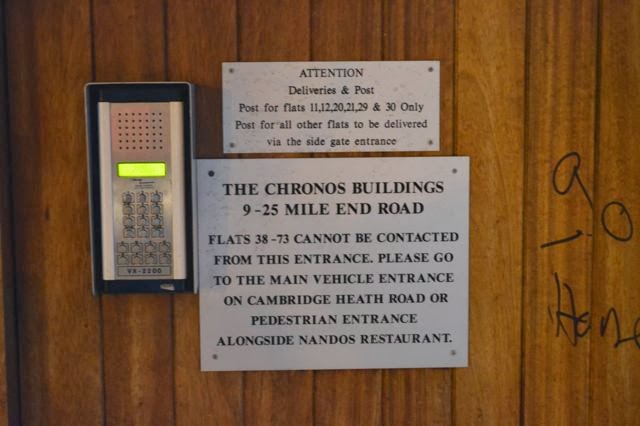 ATTENTION
Deliveries & Post
Post for flats 11,12,20,21,29 & 30 Only
Post for all other flats to be delivered
via the side gate entrance
THE CHRONOS BUILDINGS
9-25 MILE END ROAD
FLATS 38-73 CANNOT BE CONTACTED
FROM THIS ENTRANCE. PLEASE GO
TO THE MAIN VEHICLE ENTRANCE
ON CAMBRIDGE HEATH ROAD OR
PEDESTRIAN ENTRANCE
ALONGSIDE NANDOS RESTAURANT.
VX-2200